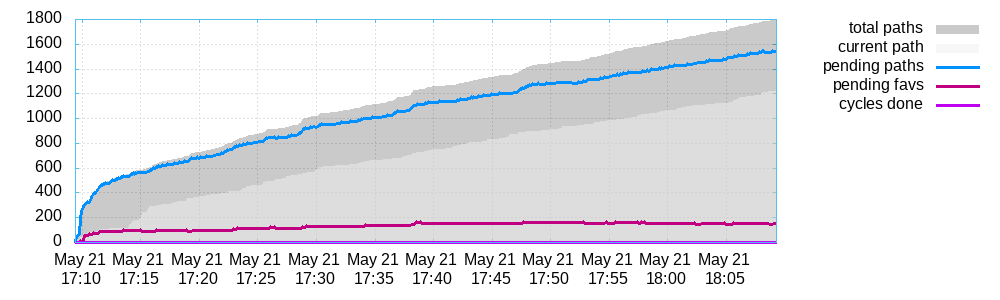 1800
1600
1400
1200
1000
800
600
400
200
0
May 21 May 21 May 21 May 21 May 21 May 21 May 21 May 21 May 21 May 21 May 21 May 21
17:10 17:15 17:20 17:25 17:30 17:35 17:40 17:45 17:50 17:55 18:00 18:05
total paths
current path
pending paths
pending favs
cycles done